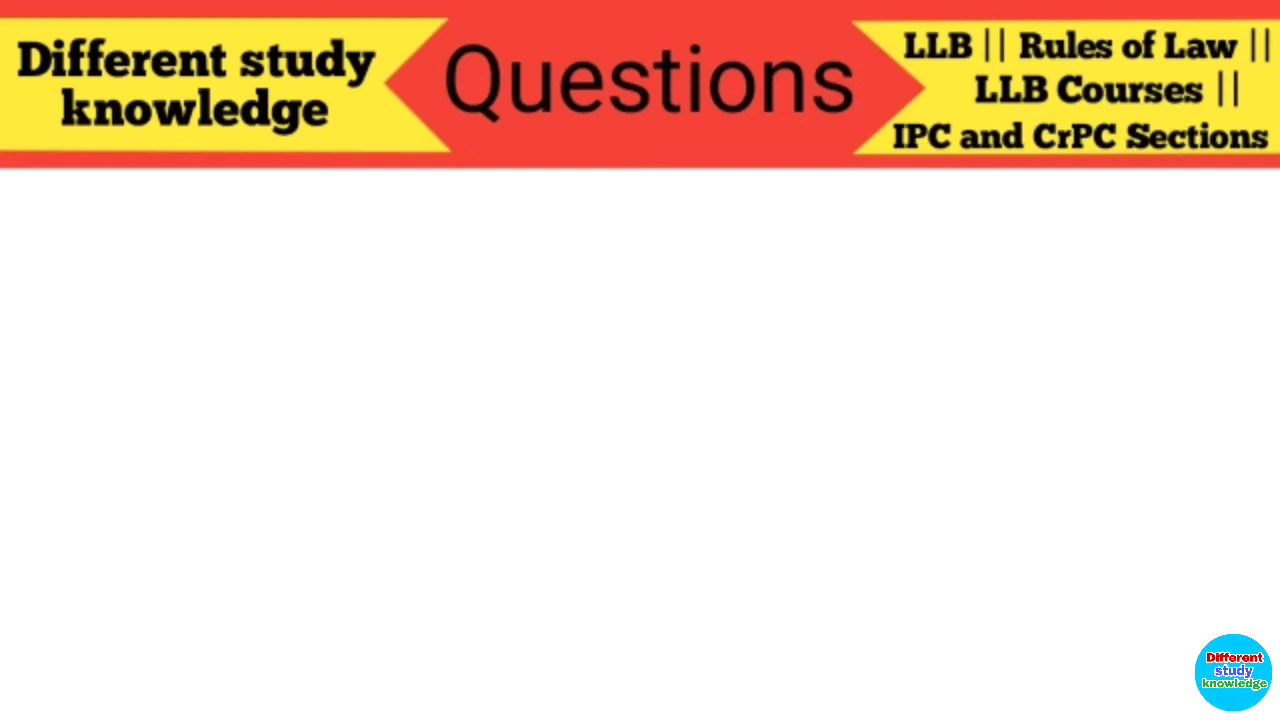 Different study
knowledge
Questions
LLB || Rules of Law ||
LLB Courses ||
IPC and CrPC Sections
Different
study
knowledge